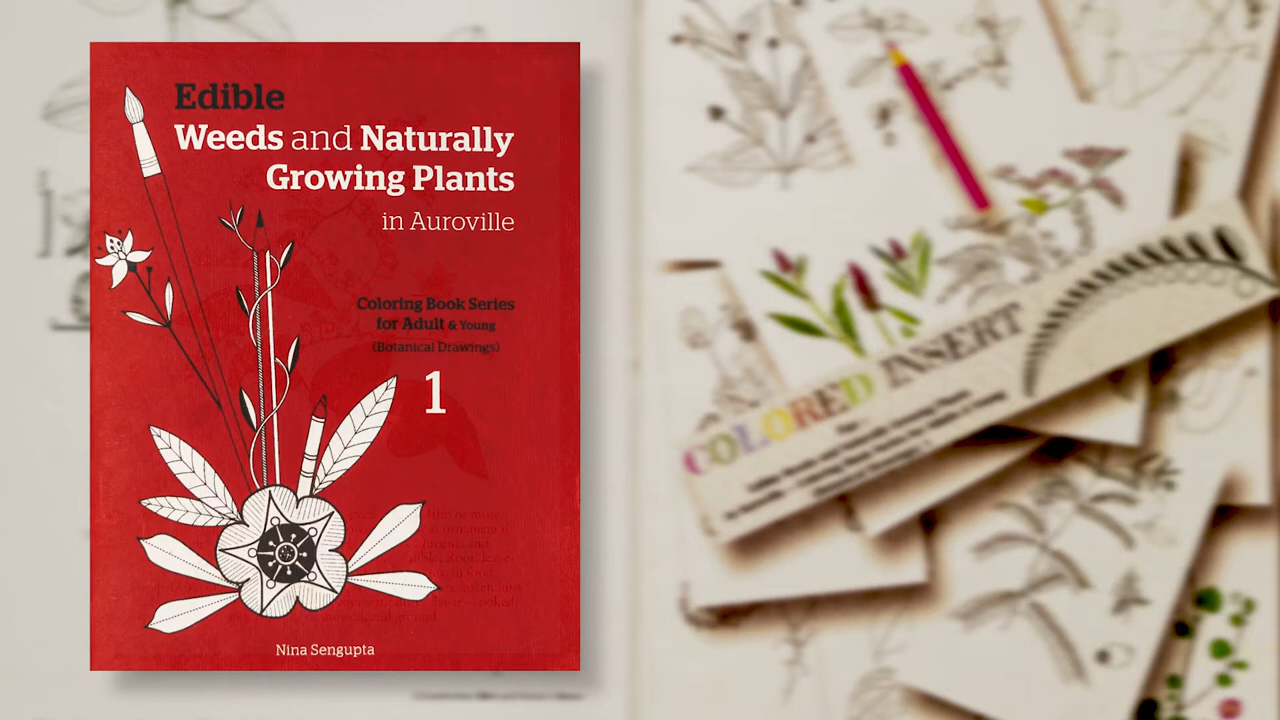 Edible
Weeds and Naturally
Growing Plants
in Auroville
Coloring Book Series
for Adult & Young
(Botanical Drawings)
1
Nina Sengupta
COLORED INSERT